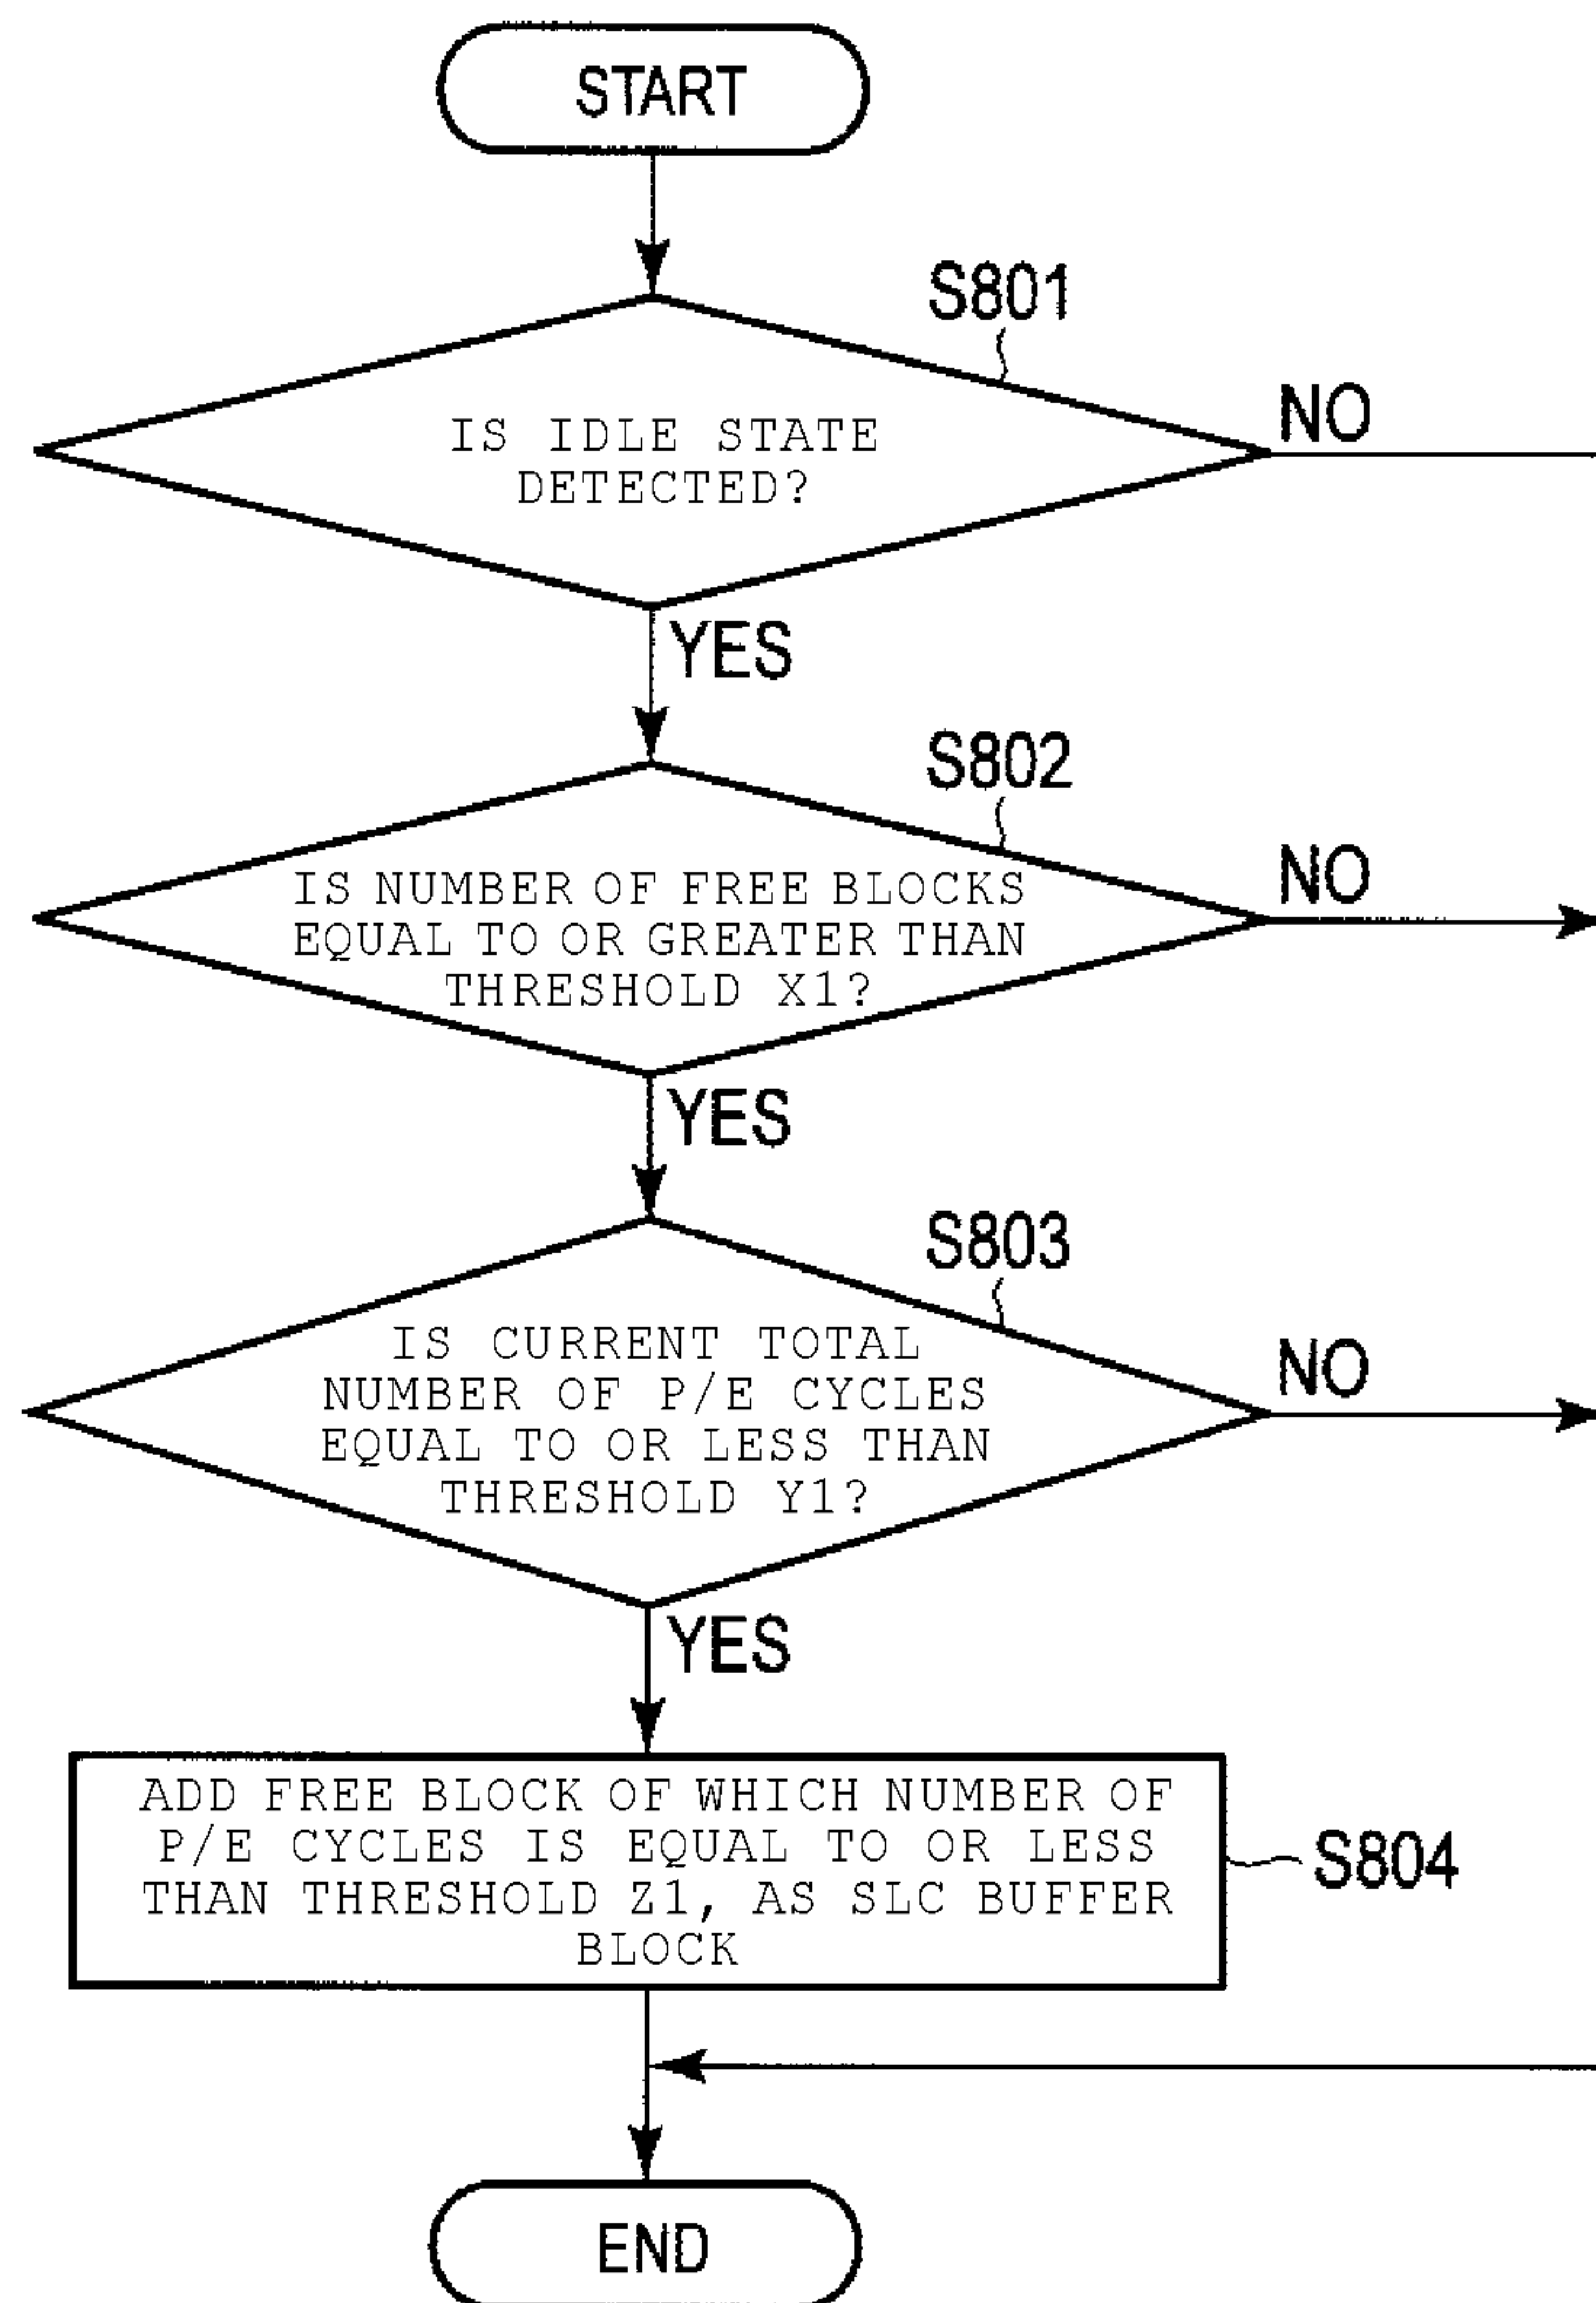 START
S801
IS IDLE STATE
DETECTED?
NO
YES
S802
IS NUMBER OF FREE BLOCKS
EQUAL TO OR GREATER THAN
THRESHOLD X1?
NO
YES
S803
IS CURRENT TOTAL
NUMBER OF P/E CYCLES
EQUAL TO OR LESS THAN
THRESHOLD Y1?
NO
YES
ADD FREE BLOCK OF WHICH NUMBER OF
P/E CYCLES IS EQUAL TO OR LESS
THAN THRESHOLD Z1, AS SLC BUFFER
BLOCK
S804
END